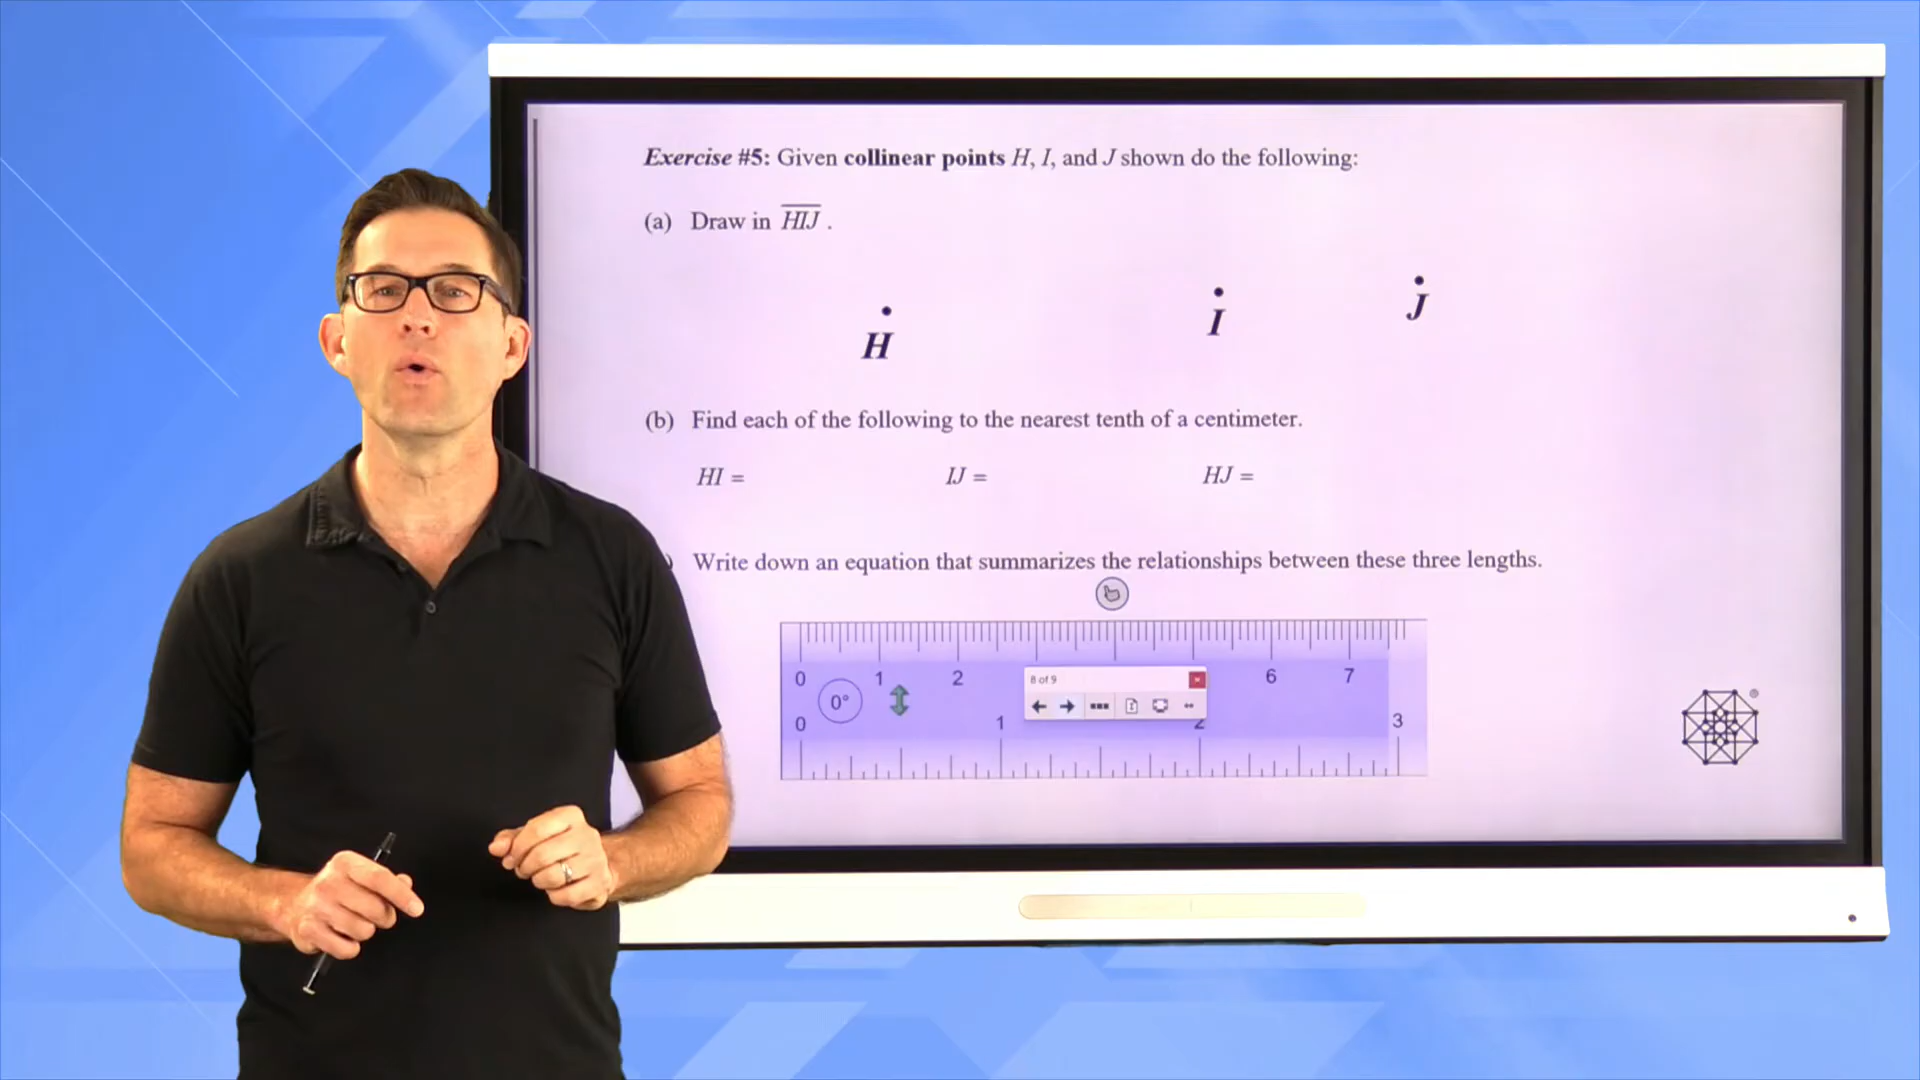 Exercise #5: Given collinear points H, I, and J shown do the following:
(a) Draw in HIJ .
H
I
J
(b) Find each of the following to the nearest tenth of a centimeter.
HI =
IJ =
HJ =
) Write down an equation that summarizes the relationships between these three lengths.
0 1 2 6 7
8 of 9
0°
0 1 2 3
®